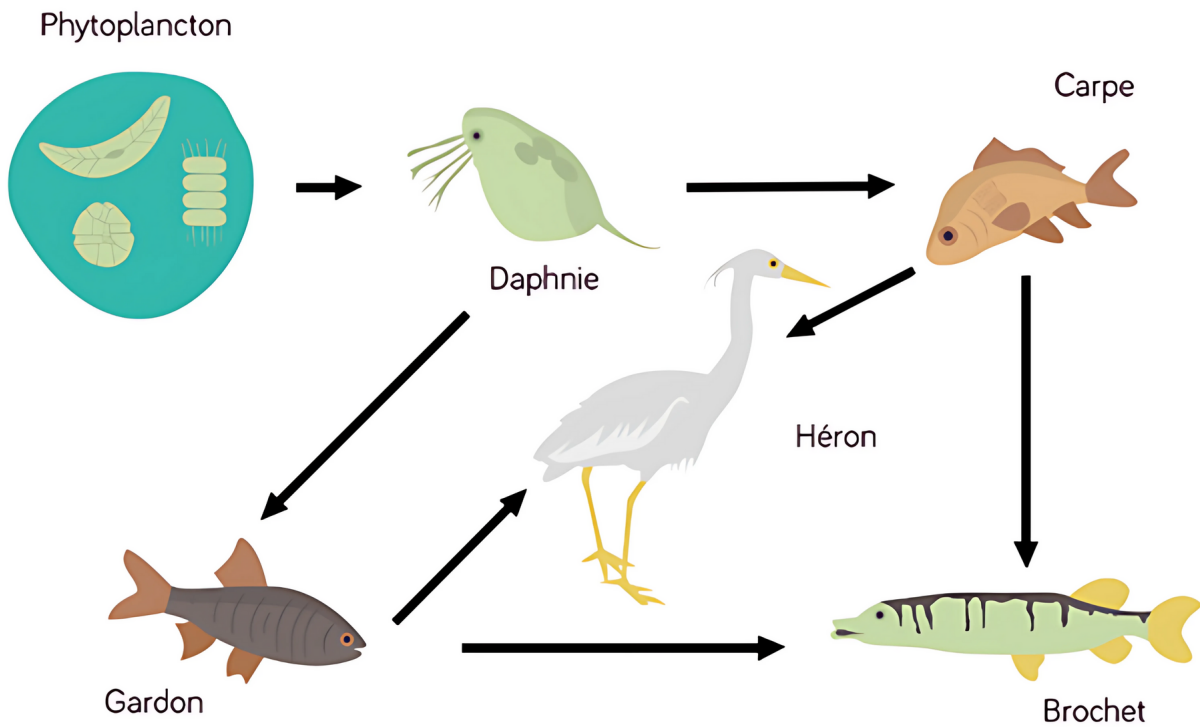 Phytoplancton
Carpe
Daphnie
Héron
Gardon
Brochet